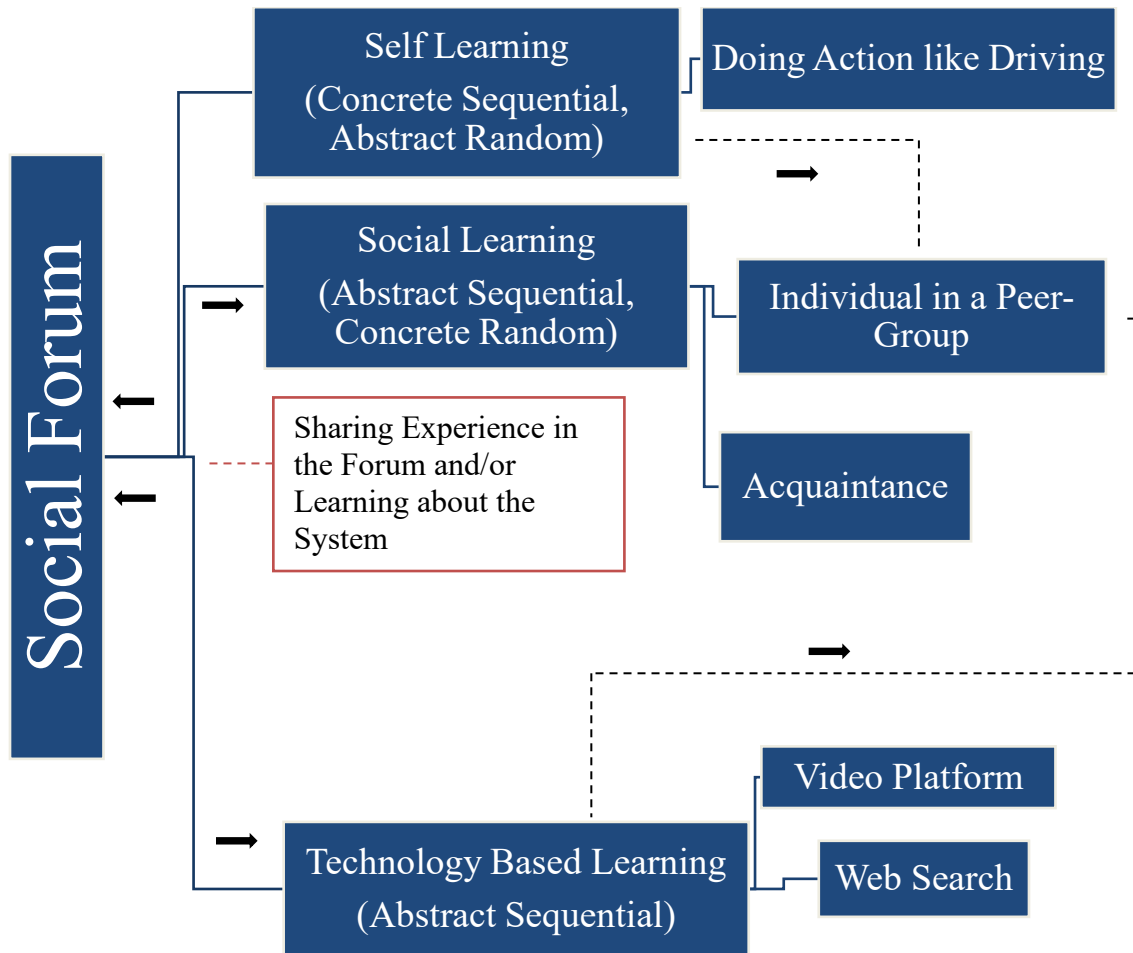 Social Forum
Self Learning
(Concrete Sequential,
Abstract Random)
Doing Action like Driving
Social Learning
(Abstract Sequential,
Concrete Random)
Individual in a Peer-
Group
Acquaintance
Sharing Experience in
the Forum and/or
Learning about the
System
Technology Based Learning
(Abstract Sequential)
Video Platform
Web Search